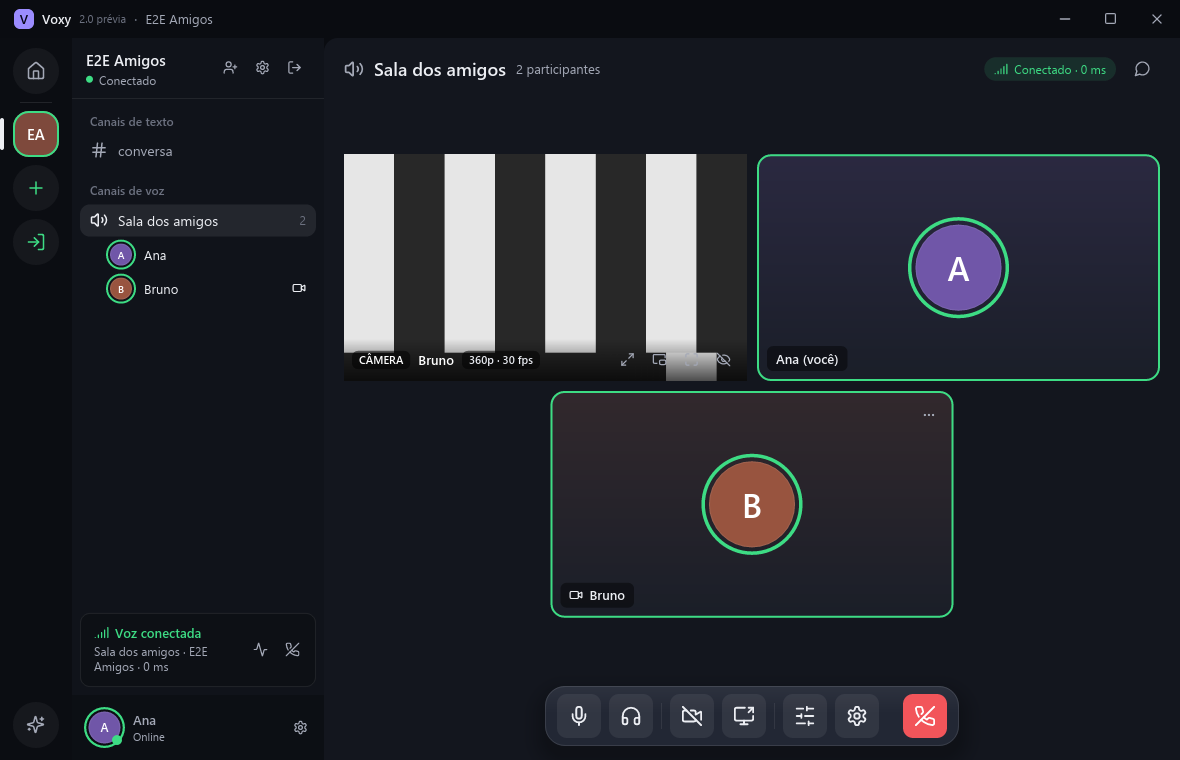 V Voxy 2.0 prévia · E2E Amigos
E2E Amigos
Conectado
EA
Canais de texto
conversa
Canais de voz
Sala dos amigos 2
A Ana
B Bruno
Voz conectada
Sala dos amigos · E2E
Amigos · 0 ms
A Ana
Online
Sala dos amigos 2 participantes
Conectado · 0 ms
CÂMERA Bruno 360p · 30 fps
A
Ana (você)
B
Bruno